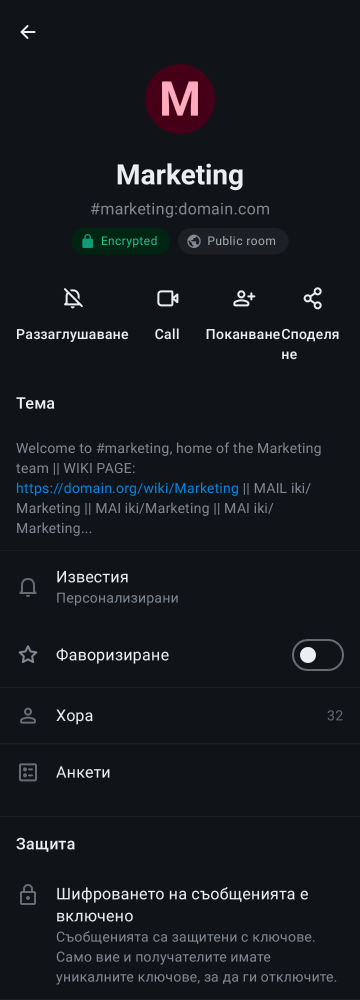 M
Marketing
#marketing:domain.com
Encrypted Public room
Раззаглушаване Call Поканване Споделяне
Тема
Welcome to #marketing, home of the Marketing
team || WIKI PAGE:
https://domain.org/wiki/Marketing || MAIL iki/
Marketing || MAI iki/Marketing || MAI iki/
Marketing...
Известия
Персонализирани
Фаворизиране
Хора 32
Анкети
Защита
Шифроването на съобщенията е
включено
Съобщенията са защитени с ключове.
Само вие и получателите имате
уникалните ключове, за да ги отключите.